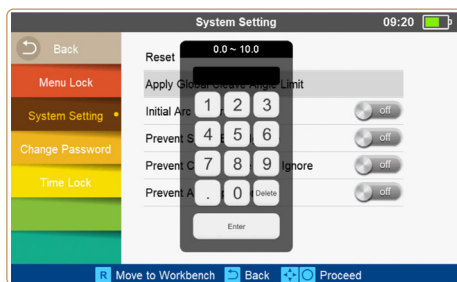 System Setting 09:20
Back
Menu Lock
System Setting
Change Password
Time Lock
Reset
Apply Global Cleave Angle Limit
Initial Arc off
Prevent off
Prevent Ignore off
Prevent off
0.0 ~ 10.0
1 2 3
4 5 6
7 8 9
. 0 Delete
Enter
R Move to Workbench Back Proceed